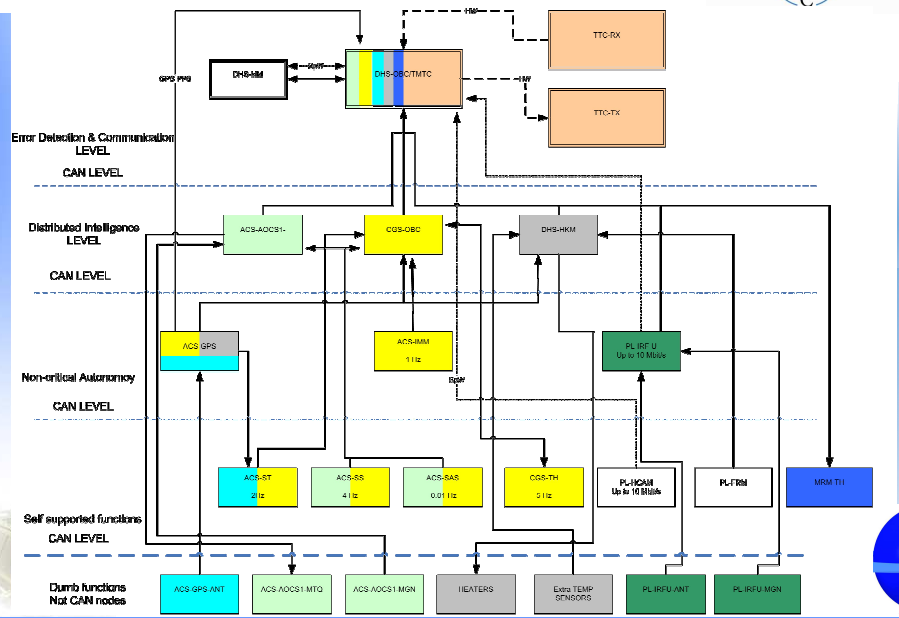 HW
TTC-RX
DHS-MM
SpW
DHS-OBC/TMTC
GPS PPS
HW
TTC-TX
Error Detection & Communication
LEVEL
CAN LEVEL
Distributed Intelligence
LEVEL
ACS-AOCS1-
CGS-OBC
DHS-HKM
CAN LEVEL
ACS-GPS
ACS-IMM
1 Hz
PL-IRFU
Up to 10 Mbit/s
Non-critical Autonomy
SpW
CAN LEVEL
ACS-ST
2Hz
ACS-SS
4 Hz
ACS-SAS
0.01 Hz
CGS-TH
5 Hz
PL-HCAM
Up to 10 Mbit/s
PL-FRM
MRM-TH
Self supported functions
CAN LEVEL
Dumb functions
Not CAN nodes
ACS-GPS-ANT
ACS-AOCS1-MTQ
ACS-AOCS1-MGN
HEATERS
Extra TEMP
SENSORS
PL-IRFU-ANT
PL-IRFU-MGN